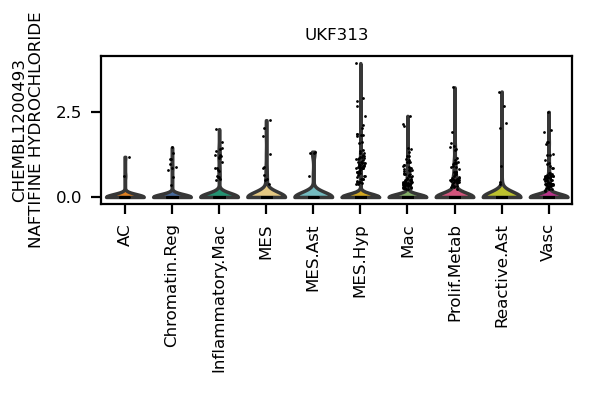 UKF313
CHEMBL1200493
NAFTIFINE HYDROCHLORIDE
2.5
0.0
AC
Chromatin.Reg
Inflammatory.Mac
MES
MES.Ast
MES.Hyp
Mac
Prolif.Metab
Reactive.Ast
Vasc